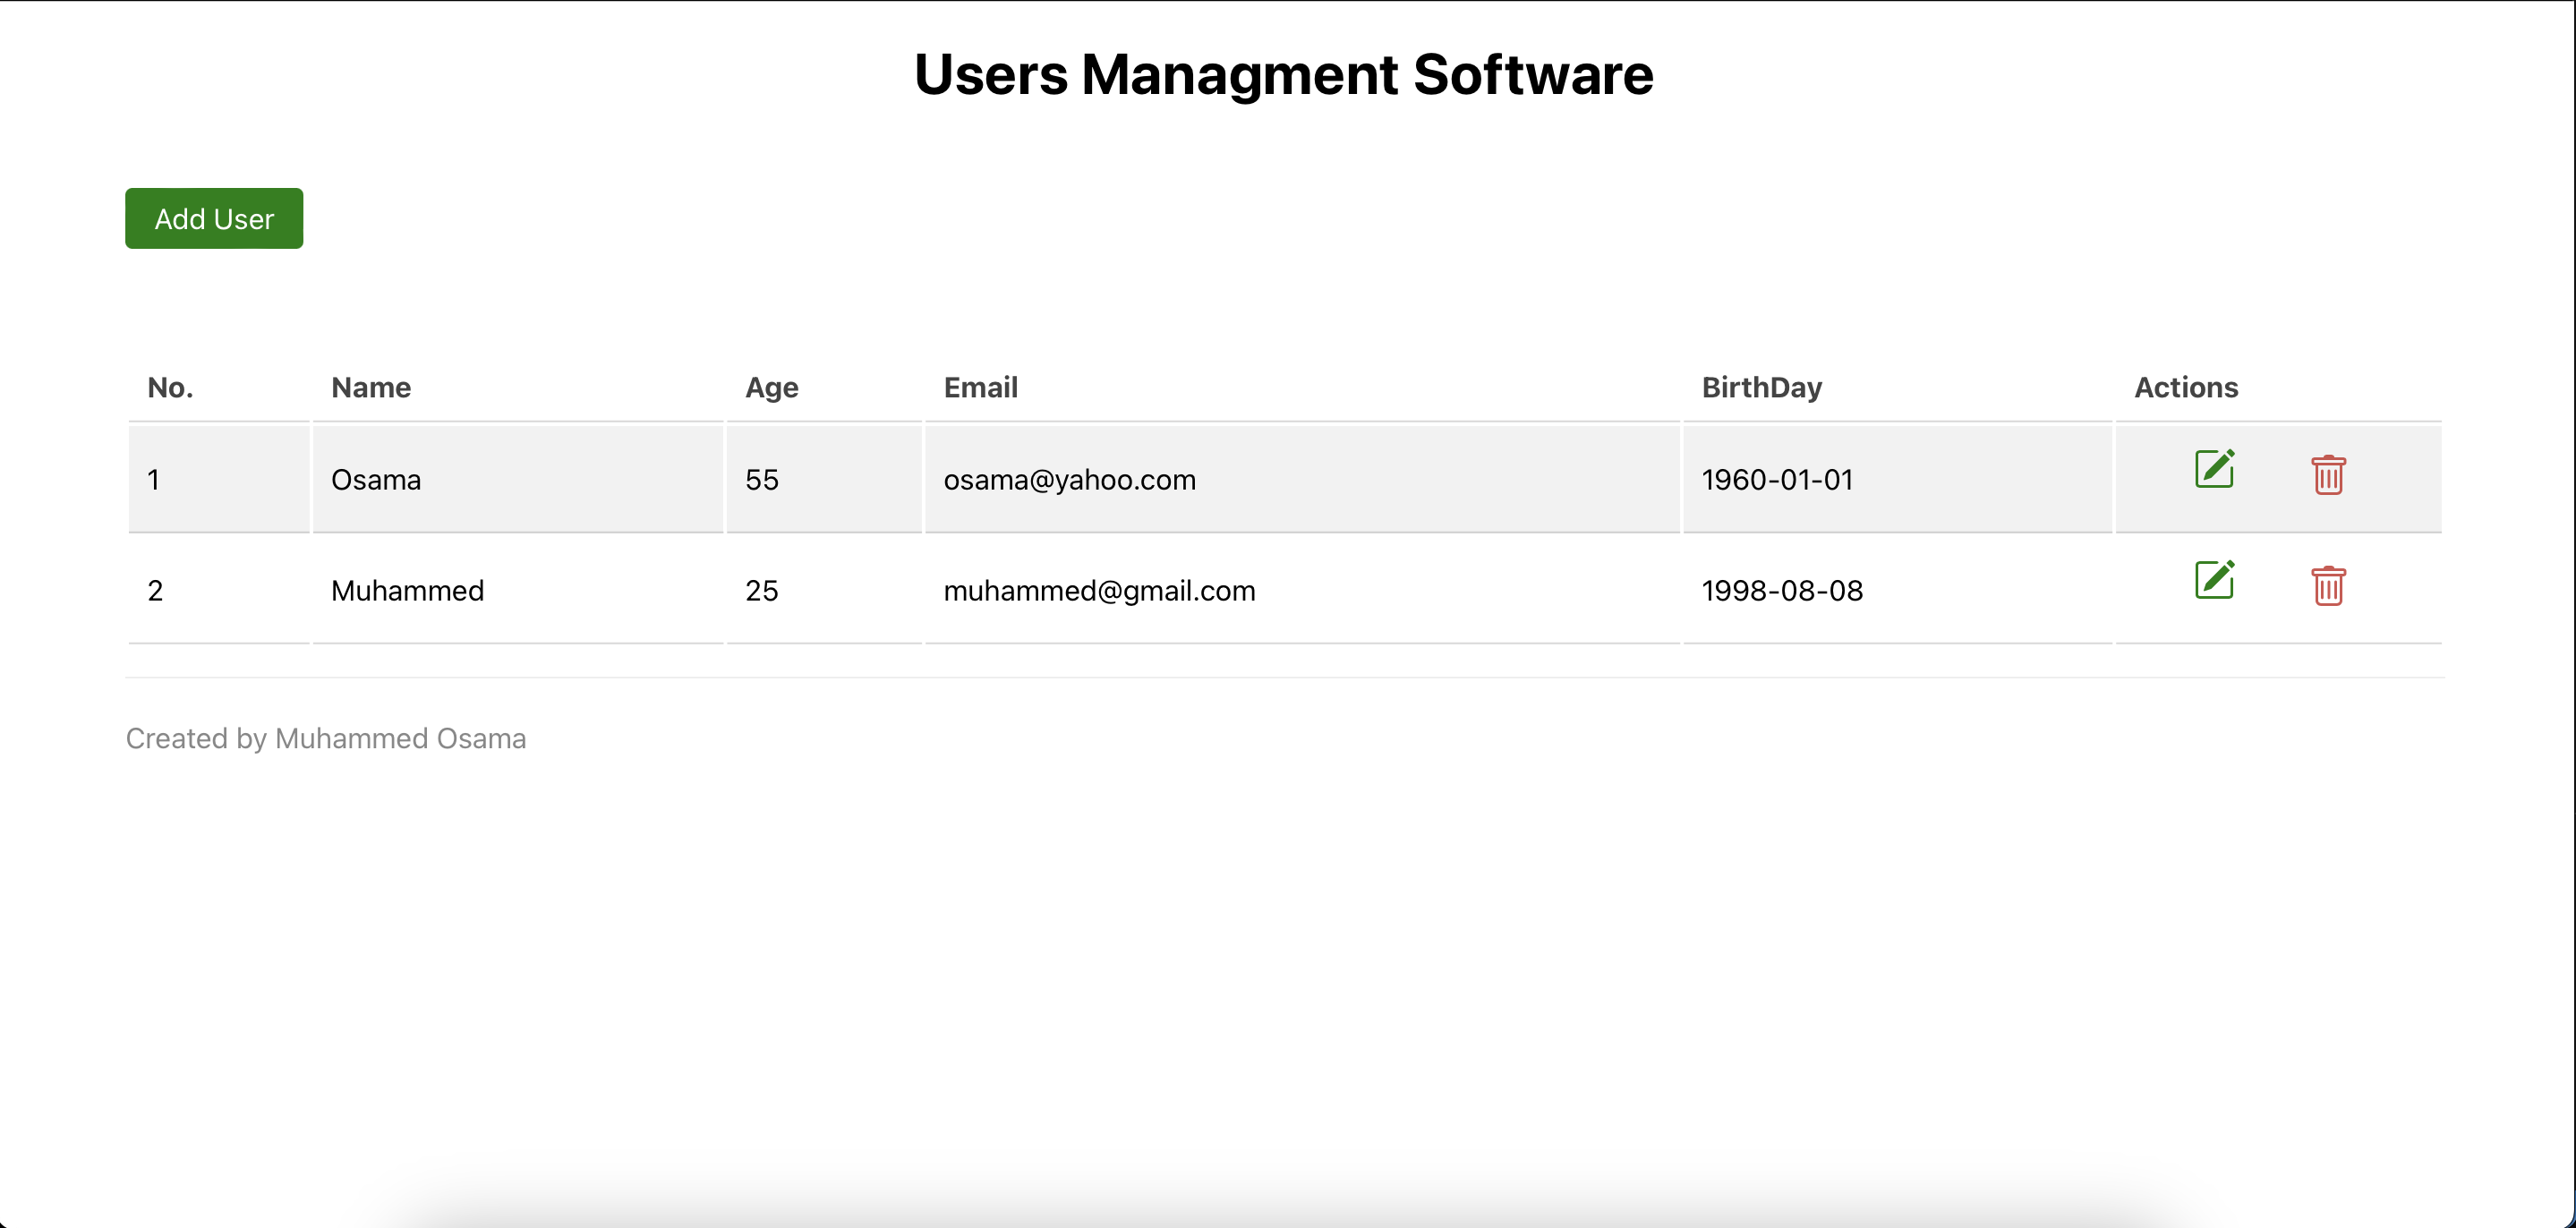 Users Managment Software
Add User
No. Name Age Email BirthDay Actions
1 Osama 55 osama@yahoo.com 1960-01-01
2 Muhammed 25 muhammed@gmail.com 1998-08-08
Created by Muhammed Osama